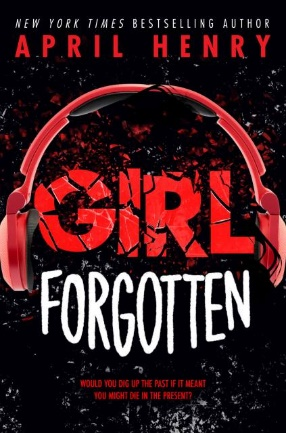 NEW YORK TIMES BESTSELLING AUTHOR
APRIL HENRY
GIRL
FORGOTTEN
WOULD YOU DIG UP THE PAST IF IT MEANT
YOU MIGHT DIE IN THE PRESENT?